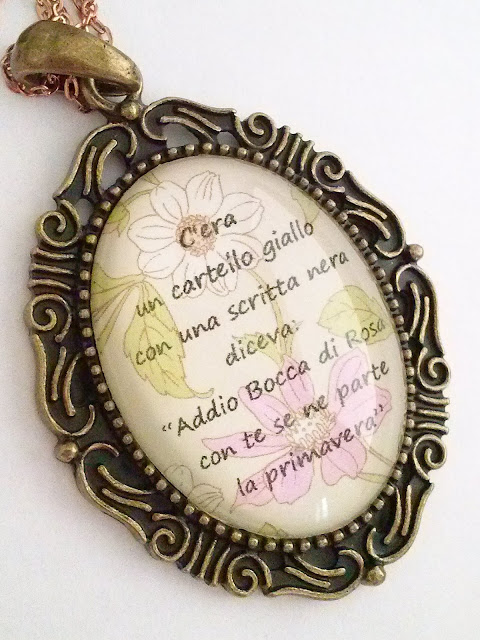 C'era
un cartello giallo
con una scritta nera
diceva:
"Addio Bocca di Rosa
con te se ne parte
la primavera"